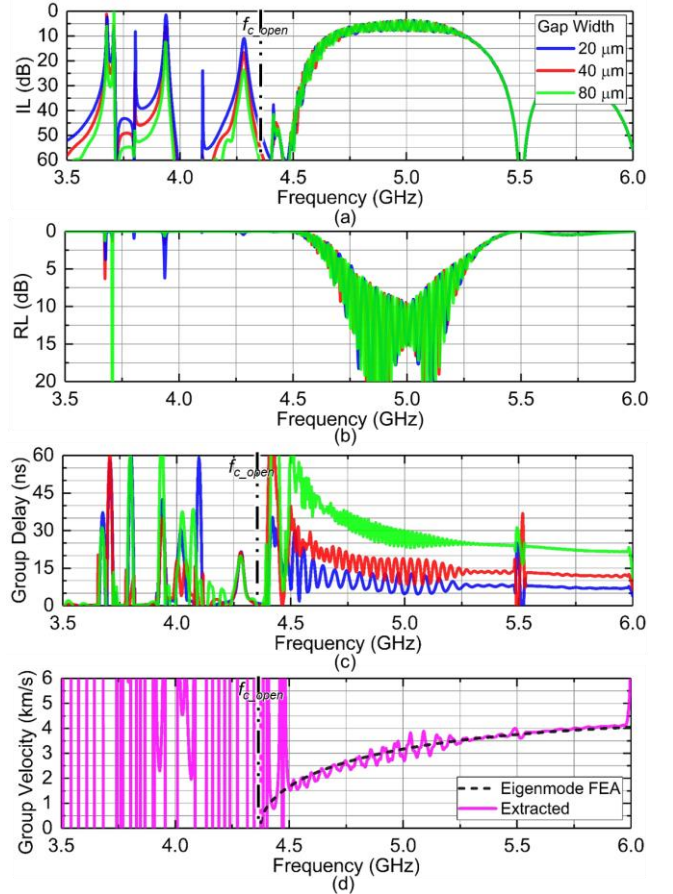 0
10
20
30
40
50
60
IL (dB)
f_c_open
Gap Width
20 μm
40 μm
80 μm
3.5 4.0 4.5 5.0 5.5 6.0
Frequency (GHz)
(a)
0
5
10
15
20
RL (dB)
3.5 4.0 4.5 5.0 5.5 6.0
Frequency (GHz)
(b)
60
45
30
15
0
Group Delay (ns)
f_c_open
3.5 4.0 4.5 5.0 5.5 6.0
Frequency (GHz)
(c)
6
5
4
3
2
1
0
Group Velocity (km/s)
f_c_open
Eigenmode FEA
Extracted
3.5 4.0 4.5 5.0 5.5 6.0
Frequency (GHz)
(d)